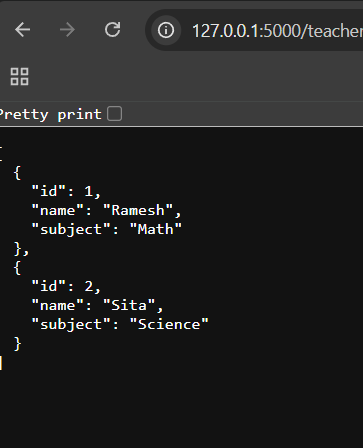 127.0.0.1:5000/teacher
Pretty print
[
{
"id": 1,
"name": "Ramesh",
"subject": "Math"
},
{
"id": 2,
"name": "Sita",
"subject": "Science"
}
]